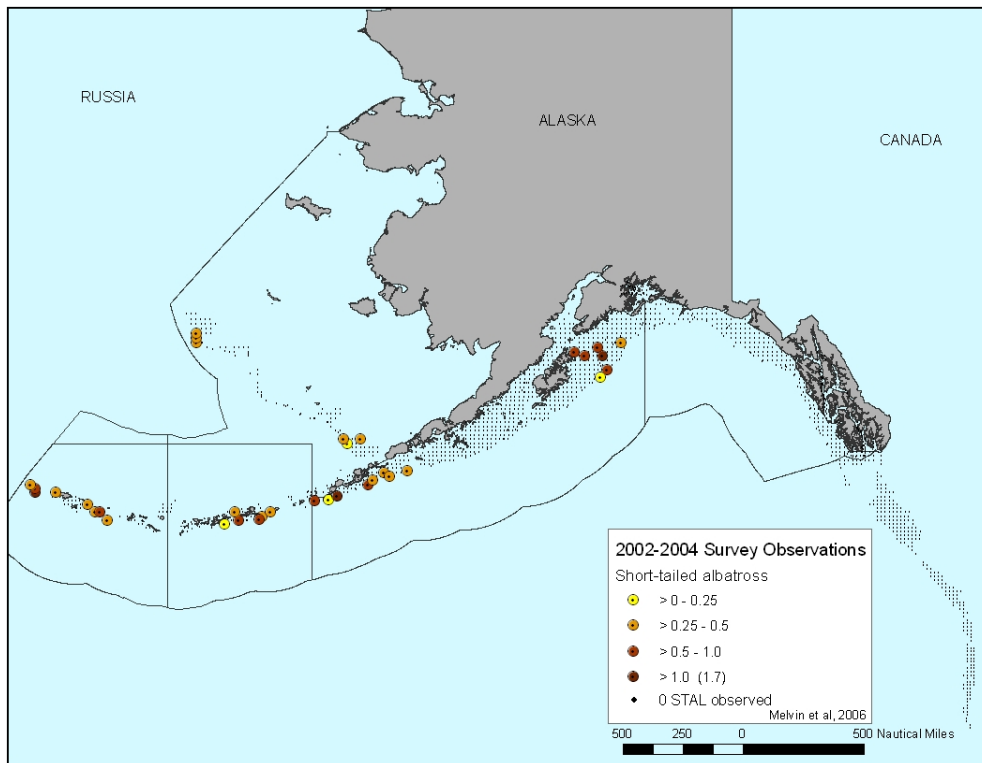 RUSSIA
ALASKA
CANADA
2002-2004 Survey Observations
Short-tailed albatross
> 0 - 0.25
> 0.25 - 0.5
> 0.5 - 1.0
> 1.0 (1.7)
0 STAL observed
Melvin et al, 2006
500 250 0 500 Nautical Miles